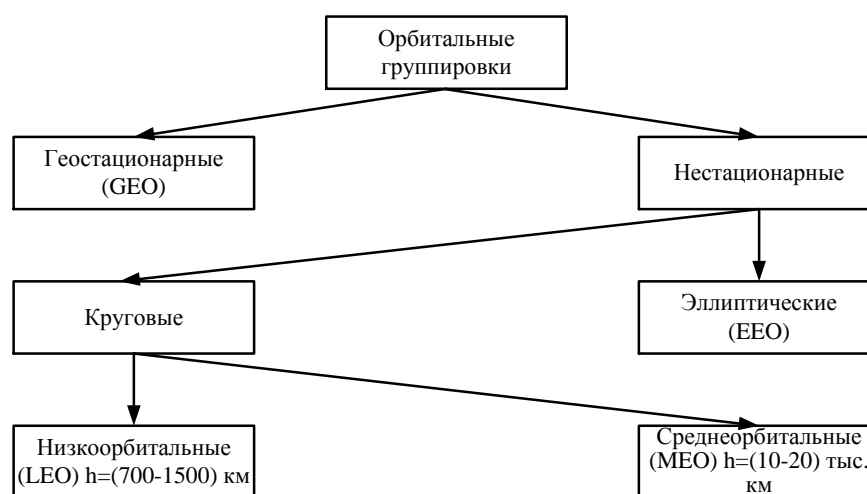 Орбитальные
группировки
Геостационарные
(GEO)
Нестационарные
Круговые
Эллиптические
(EEO)
Низкоорбитальные
(LEO) h=(700-1500) км
Среднеорбитальные
(MEO) h=(10-20) тыс.
км